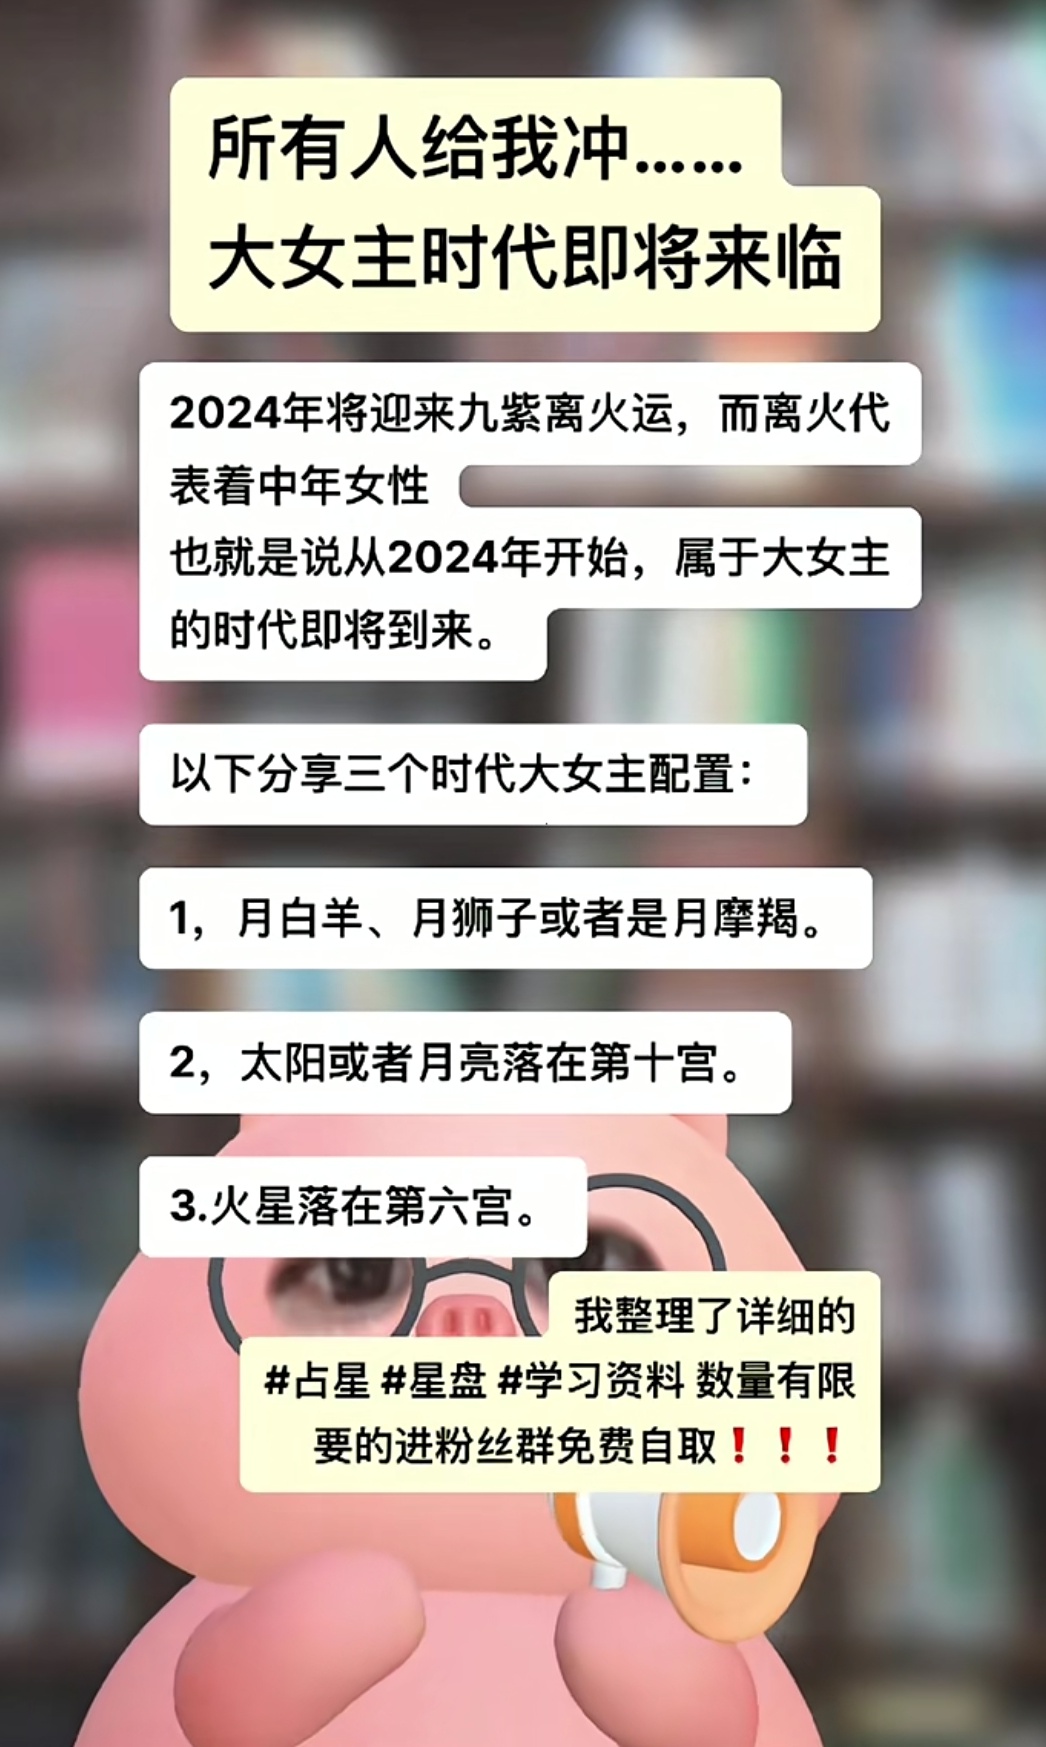 所有人给我冲……
大女主时代即将来临
2024年将迎来九紫离火运，而离火代
表着中年女性
也就是说从2024年开始，属于大女主
的时代即将到来。
以下分享三个时代大女主配置：
1，月白羊、月狮子或者是月摩羯。
2，太阳或者月亮落在第十宫。
3.火星落在第六宫。
我整理了详细的
#占星 #星盘 #学习资料 数量有限
要的进粉丝群免费自取❗❗❗